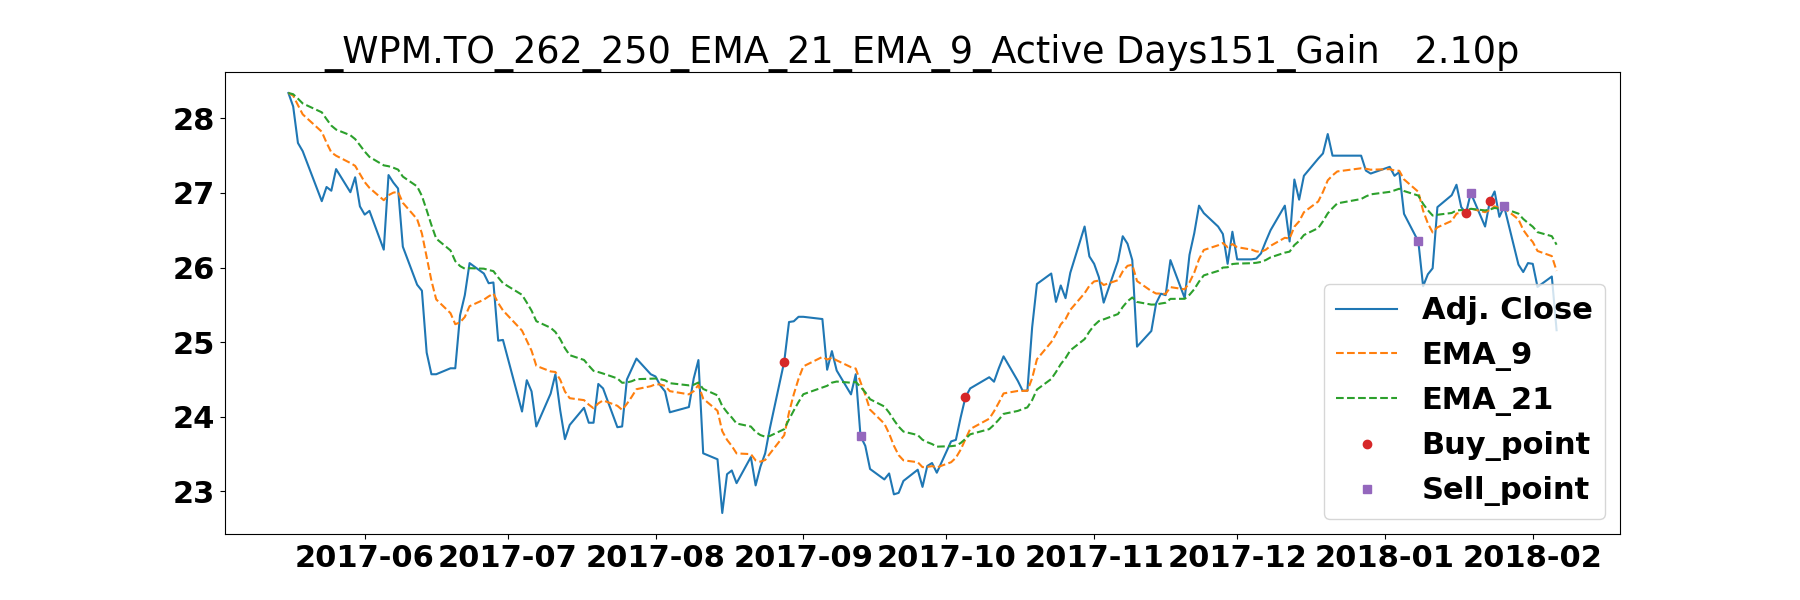 _WPM.TO_262_250_EMA_21_EMA_9_Active Days151_Gain   2.10p
28
27
26
25
24
23
Adj. Close
EMA_9
EMA_21
Buy_point
Sell_point
2017-06 2017-07 2017-08 2017-09 2017-10 2017-11 2017-12 2018-01 2018-02